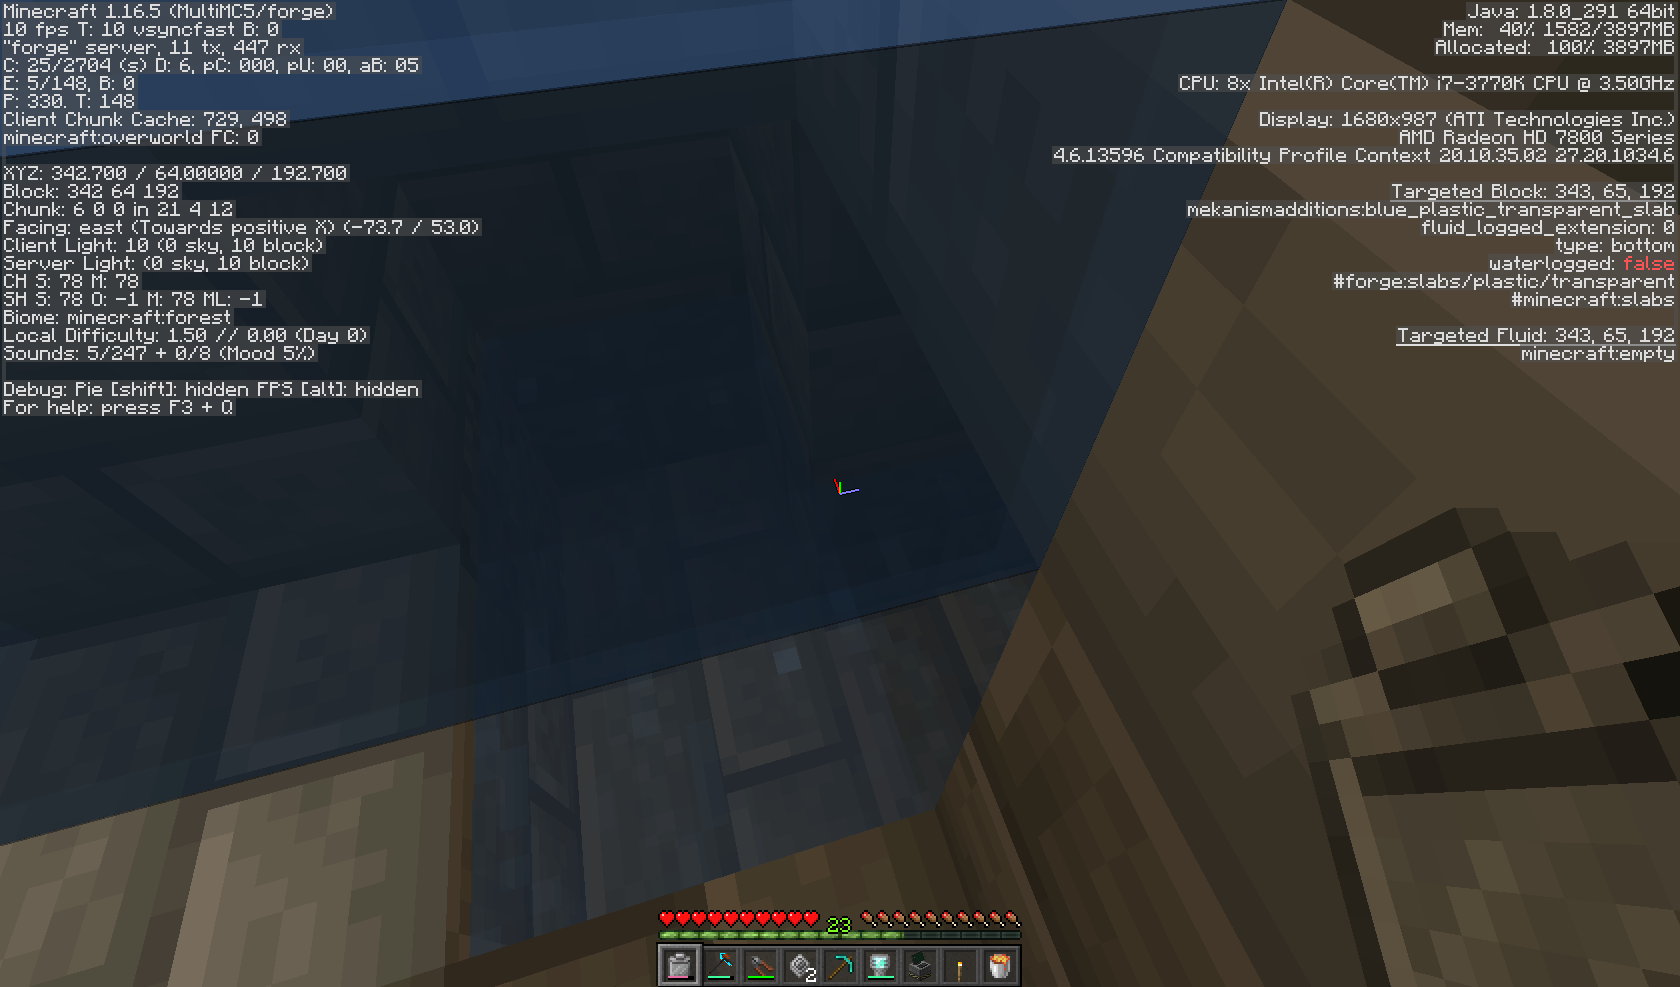 Minecraft 1.16.5 (MultiMC5/forge)
10 fps T: 10 vsyncfast B: 0
"forge" server, 11 tx, 447 rx
C: 25/2704 (s) D: 6, pC: 000, pU: 00, aB: 05
E: 5/148, B: 0
P: 330. T: 148
Client Chunk Cache: 729, 498
minecraft:overworld FC: 0
XYZ: 342.700 / 64.00000 / 192.700
Block: 342 64 192
Chunk: 6 0 0 in 21 4 12
Facing: east (Towards positive X) (-73.7 / 53.0)
Client Light: 10 (0 sky, 10 block)
Server Light: (0 sky, 10 block)
CH S: 78 M: 78
SH S: 78 O: -1 M: 78 ML: -1
Biome: minecraft:forest
Local Difficulty: 1.50 // 0.00 (Day 0)
Sounds: 5/247 + 0/8 (Mood 5%)
Debug: Pie [shift]: hidden FPS [alt]: hidden
For help: press F3 + Q
Java: 1.8.0_291 64bit
Mem: 40% 1582/3897MB
Allocated: 100% 3897MB
CPU: 8x Intel(R) Core(TM) i7-3770K CPU @ 3.50GHz
Display: 1680x987 (ATI Technologies Inc.)
AMD Radeon HD 7800 Series
4.6.13596 Compatibility Profile Context 20.10.35.02 27.20.1034.6
Targeted Block: 343, 65, 192
mekanismadditions:blue_plastic_transparent_slab
fluid_logged_extension: 0
type: bottom
waterlogged: false
#forge:slabs/plastic/transparent
#minecraft:slabs
Targeted Fluid: 343, 65, 192
minecraft:empty
23
2